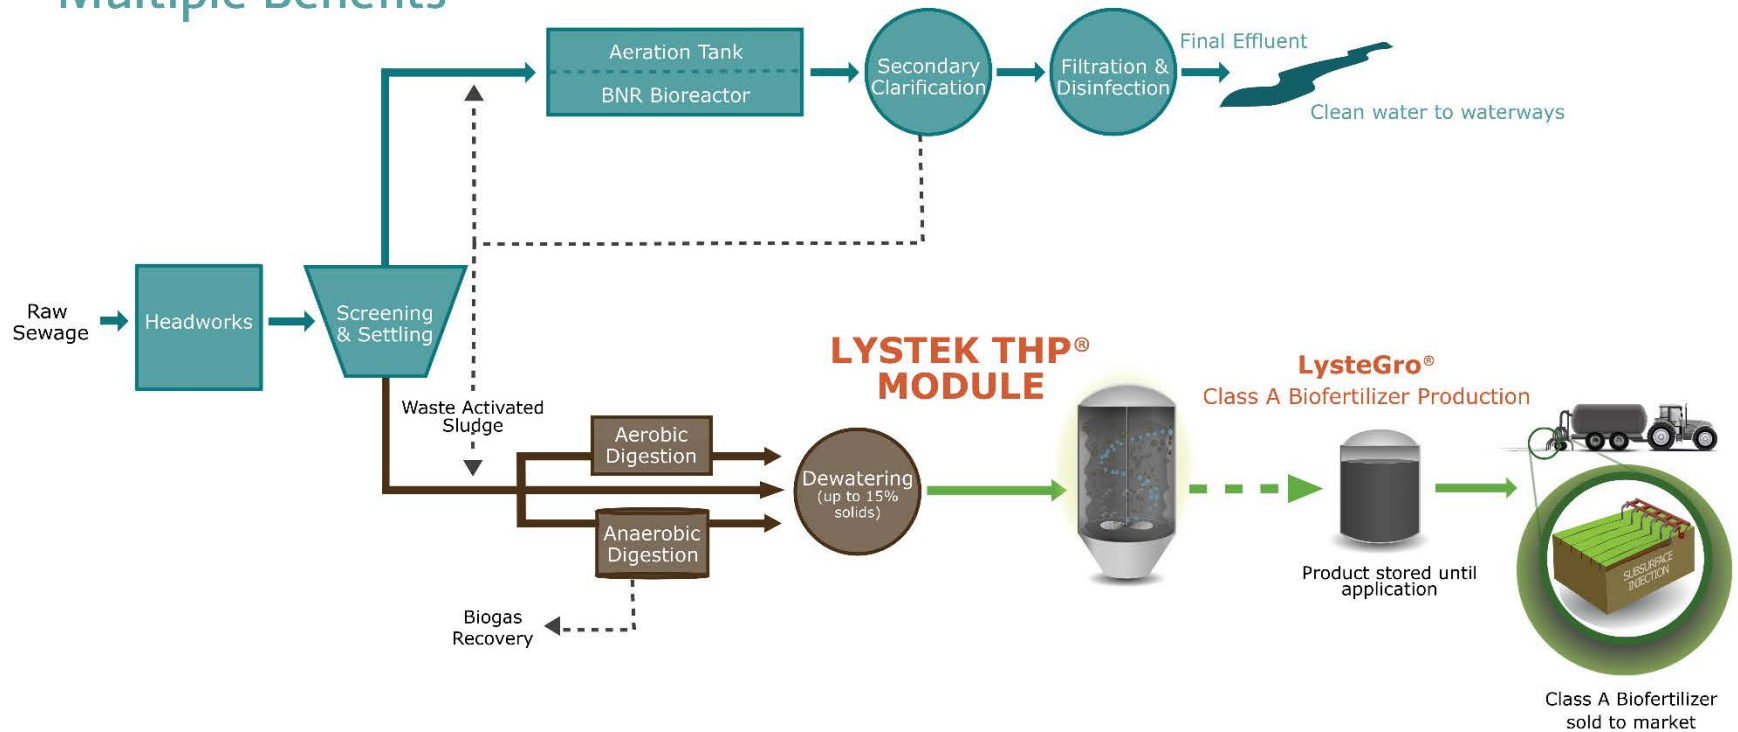 Multiple Benefits
Aeration Tank
BNR Bioreactor
Secondary
Clarification
Filtration &
Disinfection
Final Effluent
Clean water to waterways
Raw
Sewage
Headworks
Screening
& Settling
Waste Activated
Sludge
Aerobic
Digestion
Anaerobic
Digestion
Biogas
Recovery
Dewatering
(up to 15%
solids)
LYSTEK THP®
MODULE
LysteGro®
Class A Biofertilizer Production
Product stored until
application
SUBSURFACE
INJECTION
Class A Biofertilizer
sold to market